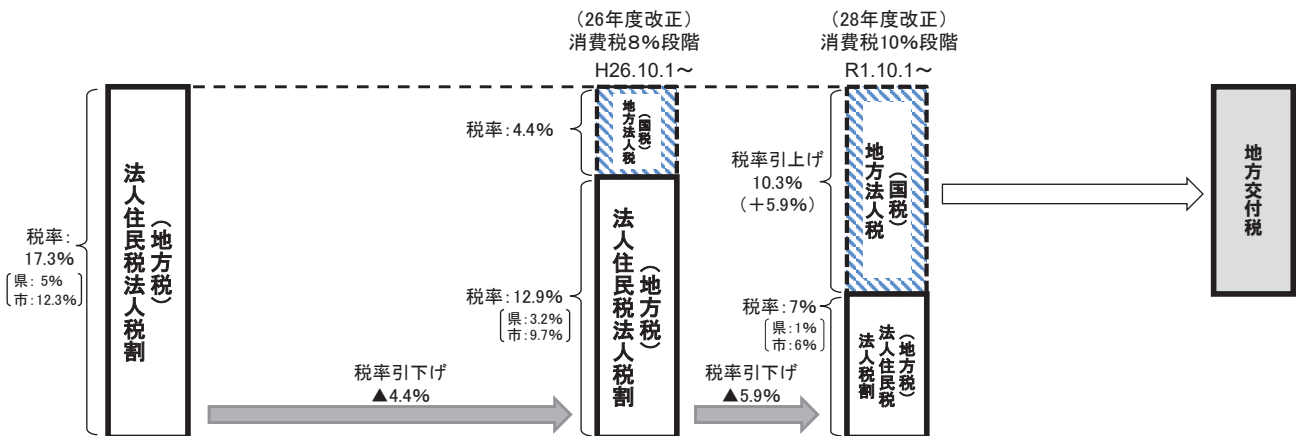 (26年度改正)
消費税8%段階
H26.10.1～
(28年度改正)
消費税10%段階
R1.10.1～
税率:
17.3%
県: 5%
市:12.3%
(地方税)
法人住民税法人税割
税率引下げ
▲4.4%
税率:4.4%
(国税)
地方法人税
税率:12.9%
県:3.2%
市:9.7%
(地方税)
法人住民税法人税割
税率引下げ
▲5.9%
税率引上げ
10.3%
(+5.9%)
(国税)
地方法人税
税率:7%
県:1%
市:6%
(地方税)
法人住民税
法人税割
地方交付税